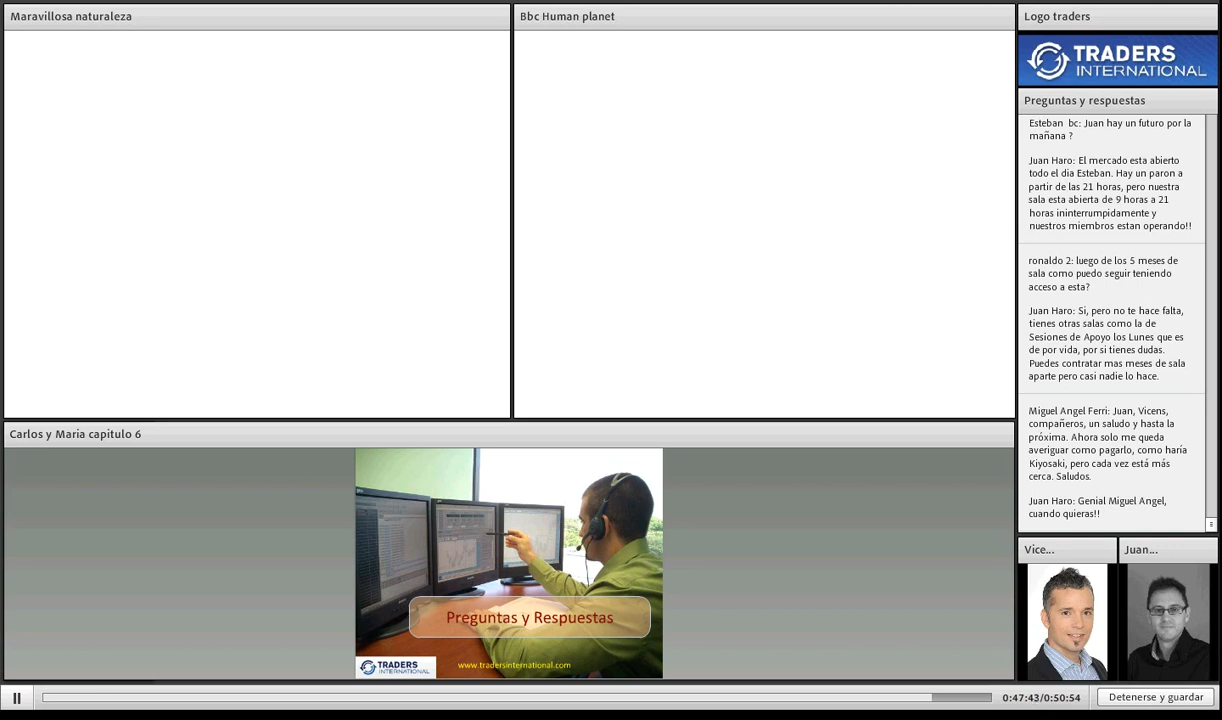 Maravillosa naturaleza
Bbc Human planet
Logo traders
TRADERS
INTERNATIONAL
Preguntas y respuestas
Esteban bc: Juan hay un futuro por la
mañana ?
Juan Haro: El mercado esta abierto
todo el dia Esteban. Hay un paron a
partir de las 21 horas, pero nuestra
sala esta abierta de 9 horas a 21
horas ininterrumpidamente y
nuestros miembros estan operando!!
ronaldo 2: luego de los 5 meses de
sala como puedo seguir teniendo
acceso a esta?
Juan Haro: Si, pero no te hace falta,
tienes otras salas como la de
Sesiones de Apoyo los Lunes que es
de por vida, por si tienes dudas.
Puedes contratar mas meses de sala
aparte pero casi nadie lo hace.
Miguel Angel Ferri: Juan, Vicens,
compañeros, un saludo y hasta la
próxima. Ahora solo me queda
averiguar como pagarlo, como haría
Kiyosaki, pero cada vez está más
cerca. Saludos.
Juan Haro: Genial Miguel Angel,
cuando quieras!!
Carlos y Maria capitulo 6
Preguntas y Respuestas
TRADERS
INTERNATIONAL
www.tradersinternational.com
Vice...
Juan...
0:47:43/0:50:54
Detenerse y guardar